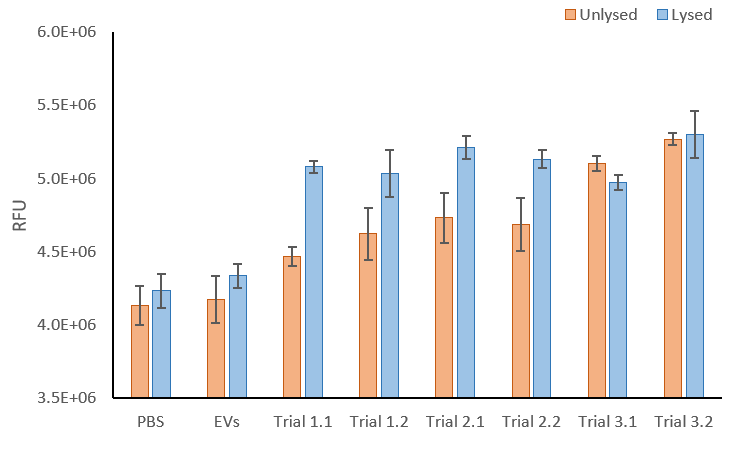 Unlysed Lysed
6.0E+06
5.5E+06
5.0E+06
4.5E+06
4.0E+06
3.5E+06
RFU
PBS EVs Trial 1.1 Trial 1.2 Trial 2.1 Trial 2.2 Trial 3.1 Trial 3.2